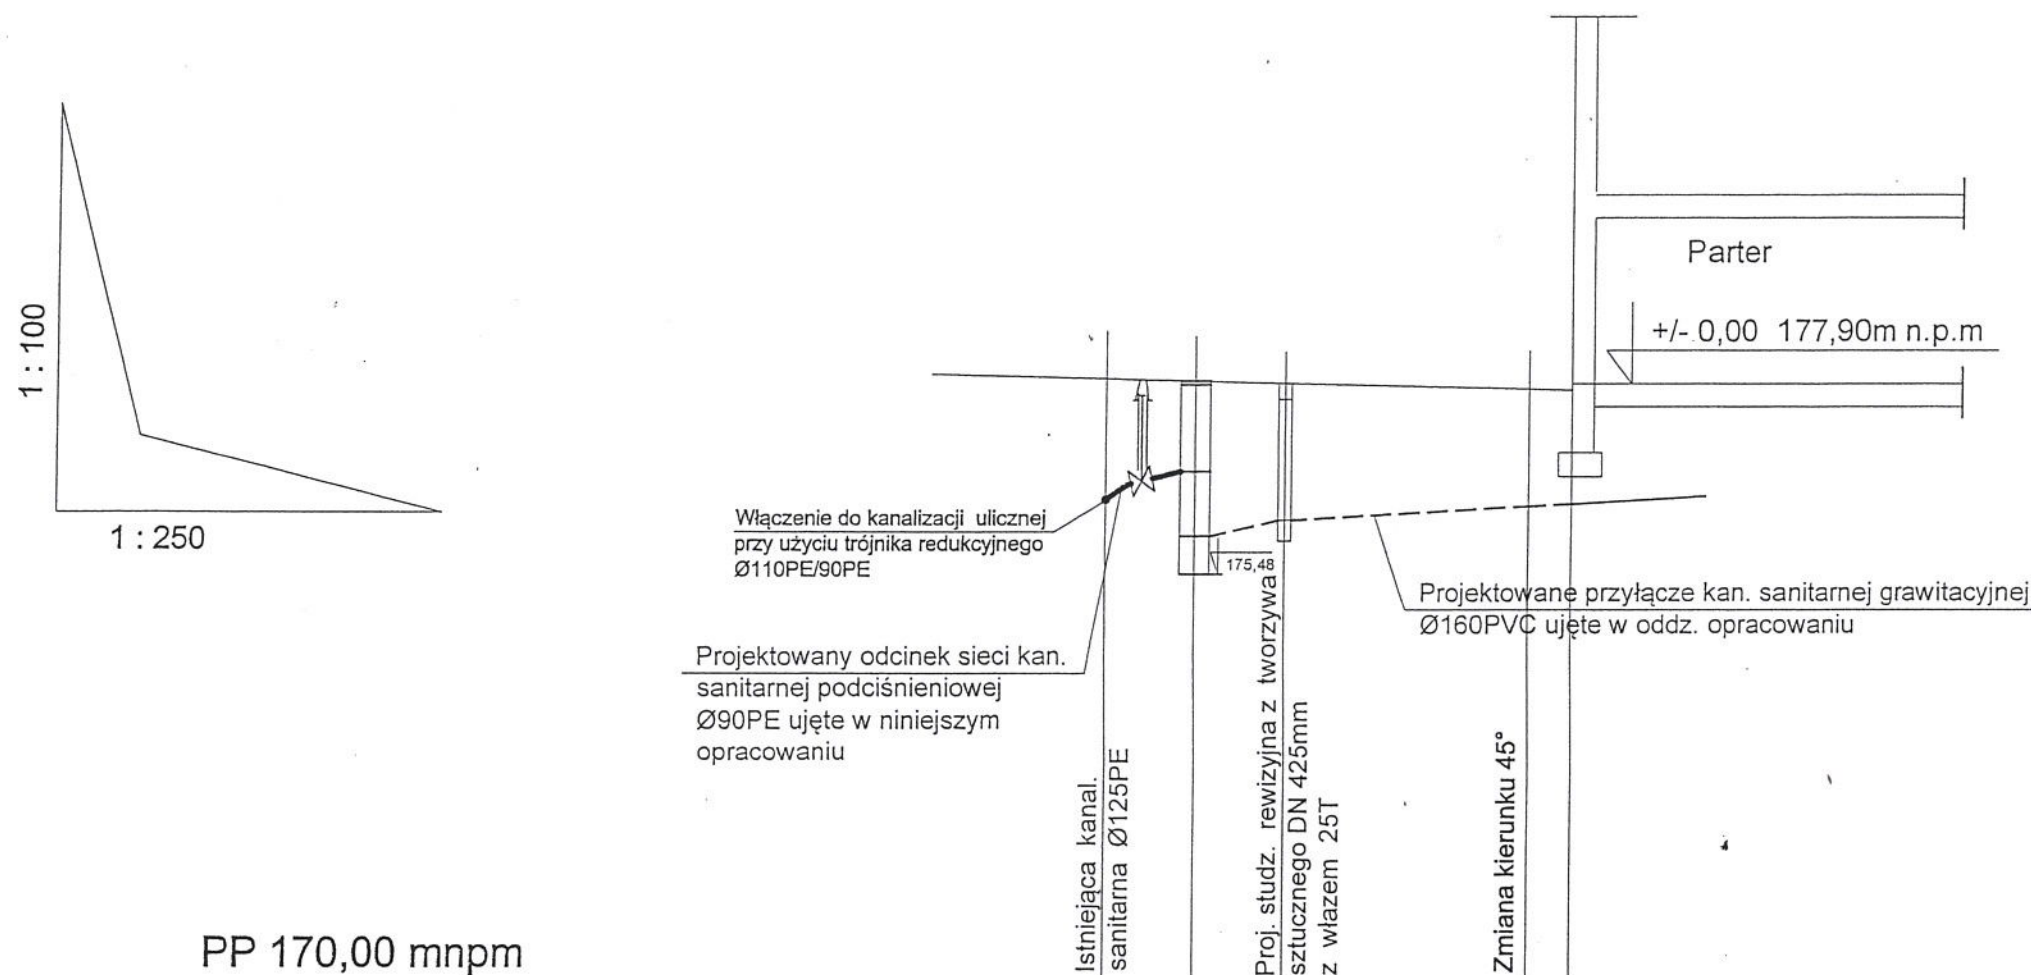 1 : 100
1 : 250
Parter
+/- 0,00 177,90m n.p.m
Włączenie do kanalizacji ulicznej
przy użyciu trójnika redukcyjnego
Ø110PE/90PE
175,48
Projektowane przyłącze kan. sanitarnej grawitacyjnej
Ø160PVC ujęte w oddz. opracowaniu
Projektowany odcinek sieci kan.
sanitarnej podciśnieniowej
Ø90PE ujęte w niniejszym
opracowaniu
Istniejąca kanal.
sanitarna Ø125PE
Proj. studz. rewizyjna z tworzywa
sztucznego DN 425mm
z włazem 25T
Zmiana kierunku 45°
PP 170,00 mnpm